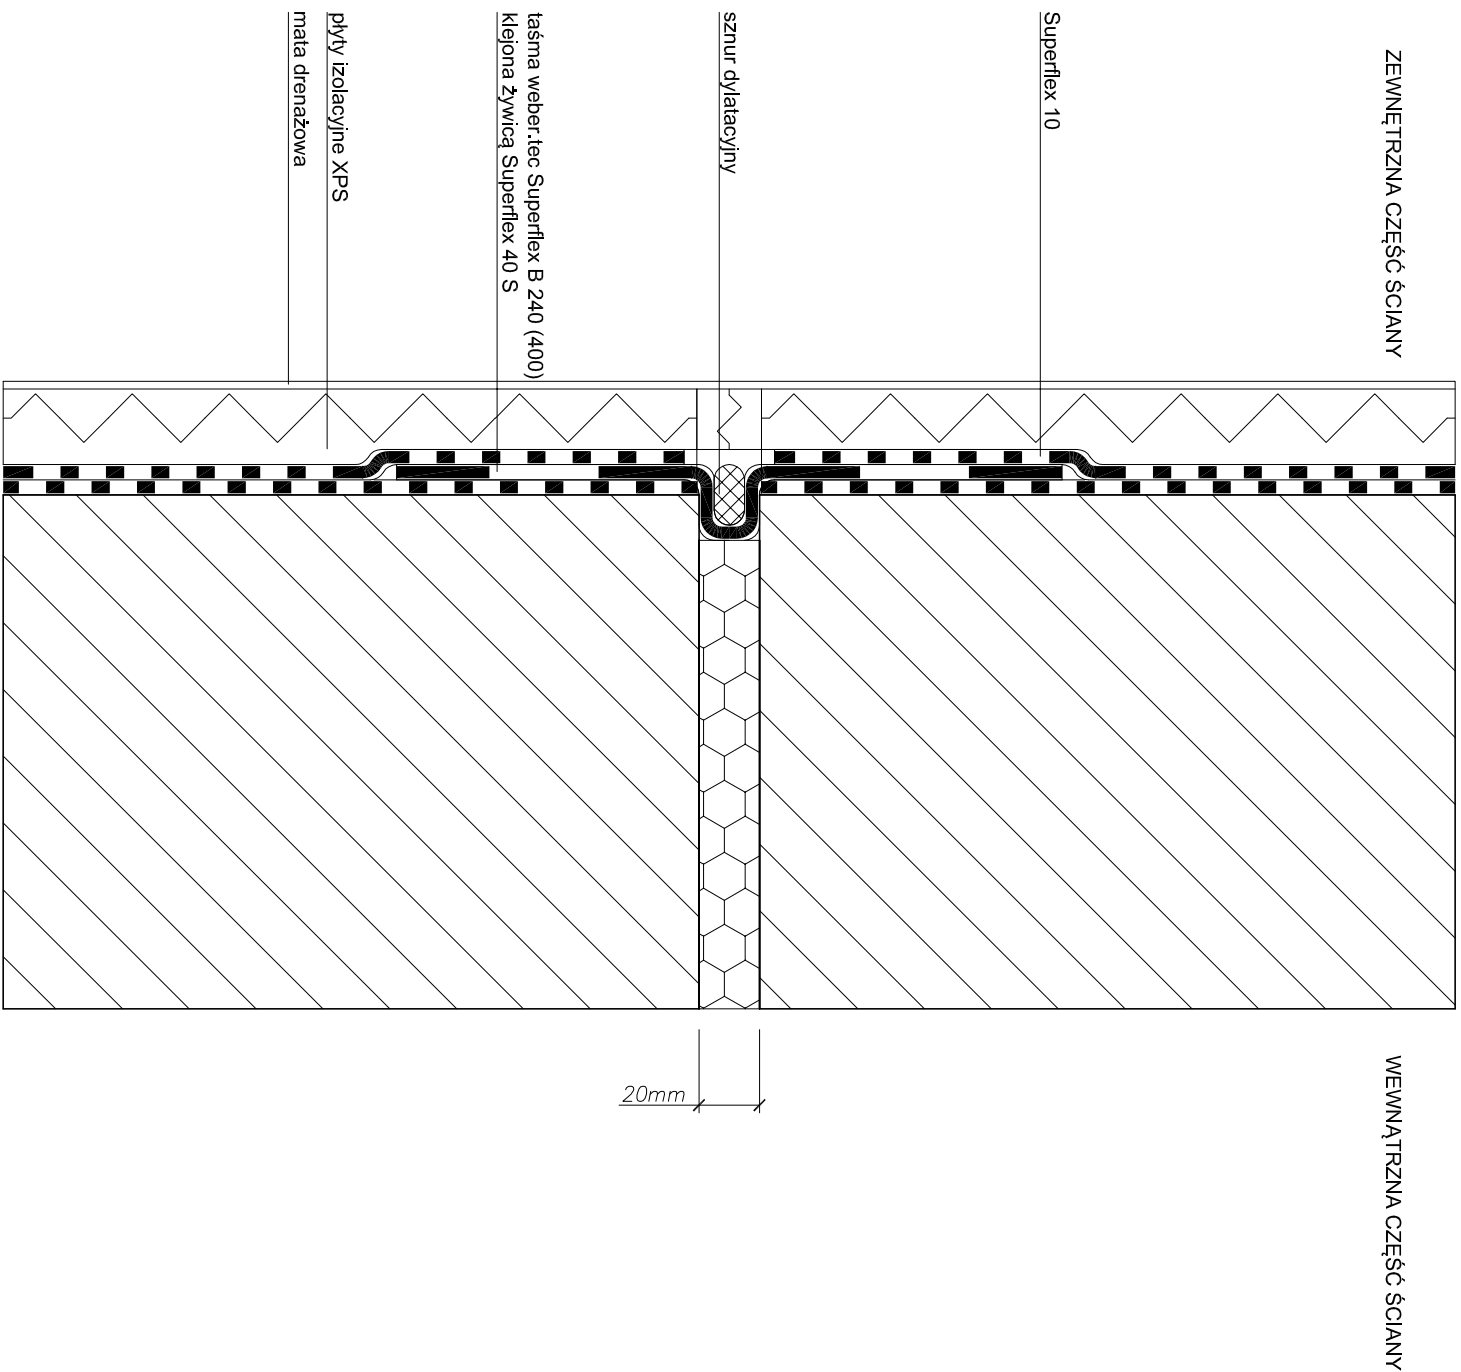 ZEWNĘTRZNA CZĘŚĆ ŚCIANY
WEWNĄTRZNA CZĘŚĆ ŚCIANY
Superflex 10
sznur dylatacyjny
taśma weber.tec Superflex B 240 (400)
klejona żywicą Superflex 40 S
płyty izolacyjne XPS
mata drenażowa
20mm